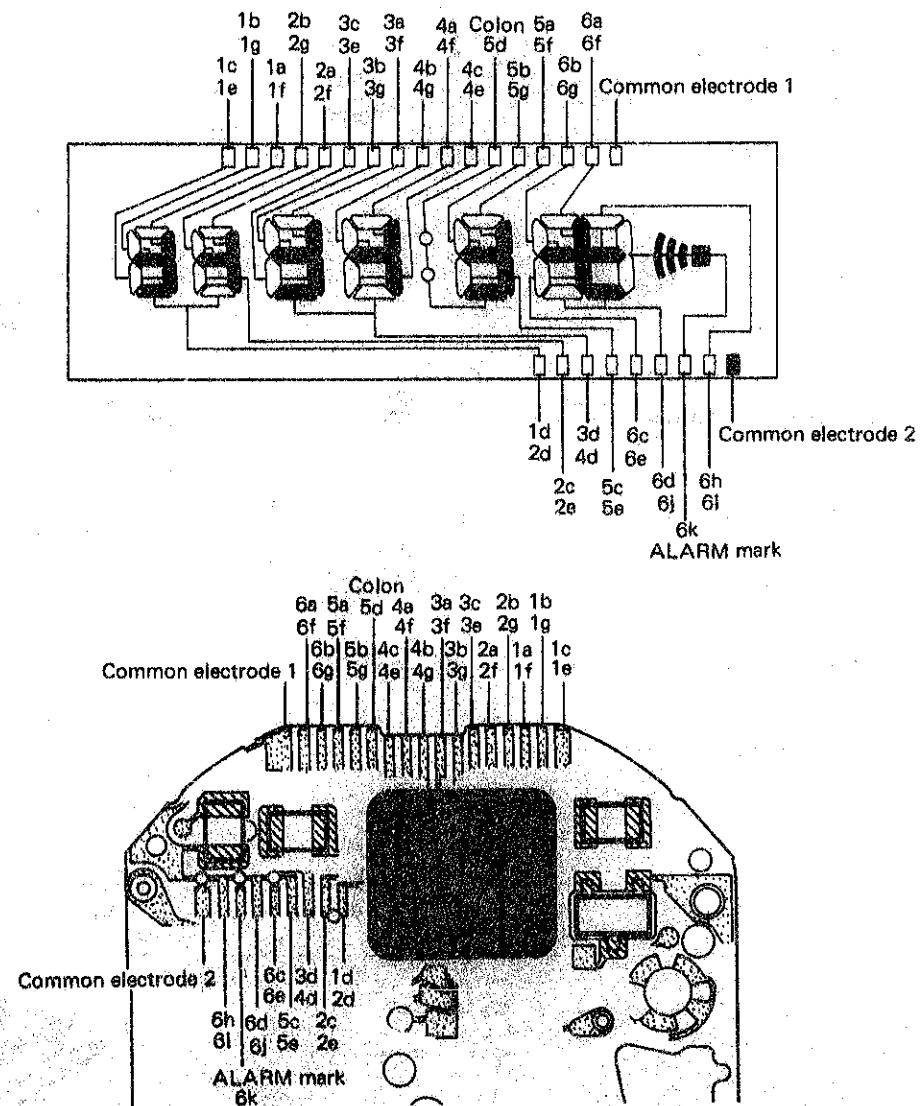 1b 2b 3c 3a 4a Colon 5a 6a
1g 2g 3e 3f 4f 5d 5f 6f
1c 1a 2a 3b 4b 4c 5b 6b
1e 1f 2f 3g 4g 4e 5g 6g Common electrode 1
1d 3d 6c Common electrode 2
2d 4d 6e
2c 5c 6d 6h
2e 5e 6j 6i
6k
ALARM mark
Colon
6a 5a 5d 4a 3a 3c 2b 1b
6f 5f 4f 3f 3e 2g 1g
6b 5b 4c 4b 3b 2a 1a 1c
Common electrode 1 6g 5g 4e 4g 3g 2f 1f 1e
Common electrode 2 6c 3d 1d
6e 4d 2d
6h 6d 5c 2c
6i 6j 5e 2e
ALARM mark
6k